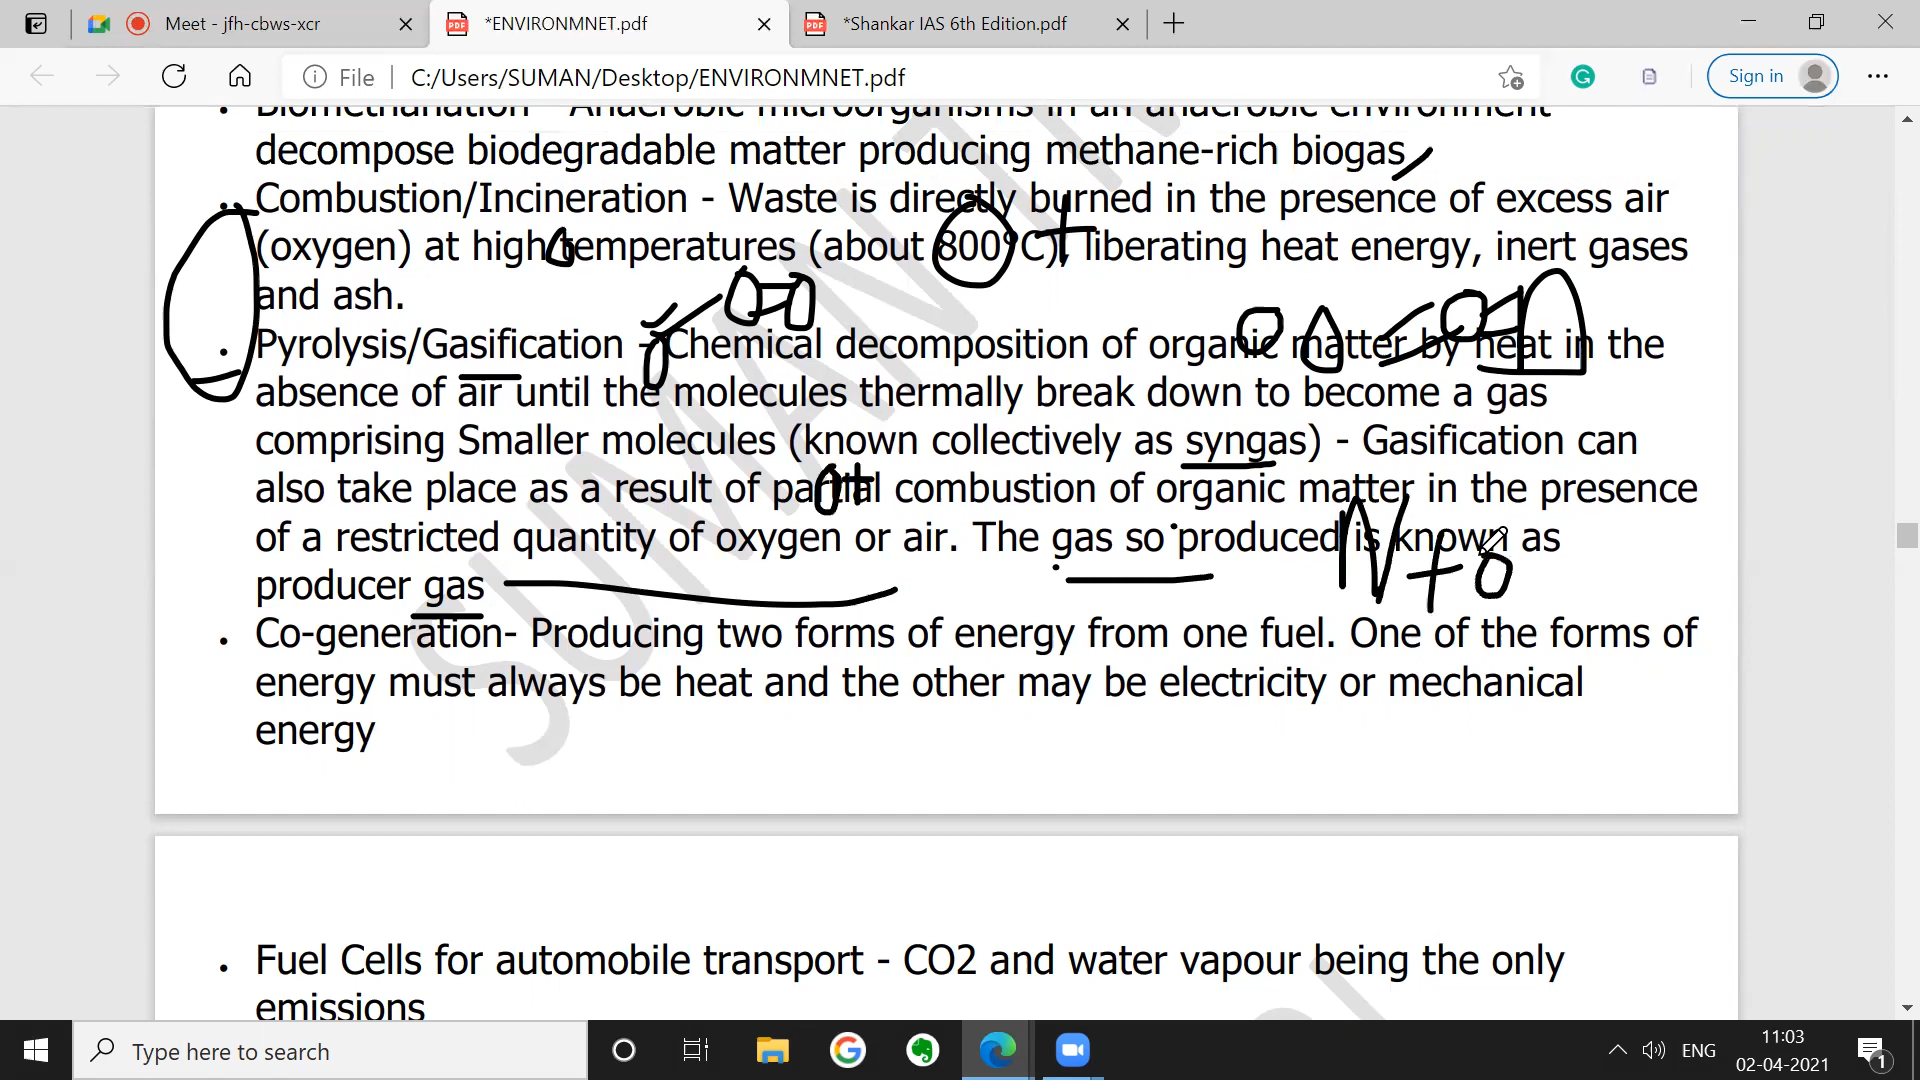 Meet - jfh-cbws-xcr
*ENVIRONMNET.pdf
*Shankar IAS 6th Edition.pdf
File
C:/Users/SUMAN/Desktop/ENVIRONMNET.pdf
Sign in
• Biomethanation - Anaerobic microorganisms in an anaerobic environment
decompose biodegradable matter producing methane-rich biogas
• Combustion/Incineration - Waste is directly burned in the presence of excess air
(oxygen) at high temperatures (about 800°C), liberating heat energy, inert gases
and ash.
• Pyrolysis/Gasification - Chemical decomposition of organic matter by heat in the
absence of air until the molecules thermally break down to become a gas
comprising Smaller molecules (known collectively as syngas) - Gasification can
also take place as a result of partial combustion of organic matter in the presence
of a restricted quantity of oxygen or air. The gas so produced is known as
producer gas
N+O
• Co-generation- Producing two forms of energy from one fuel. One of the forms of
energy must always be heat and the other may be electricity or mechanical
energy
• Fuel Cells for automobile transport - CO2 and water vapour being the only
emissions
Type here to search
ENG
11:03
02-04-2021
1